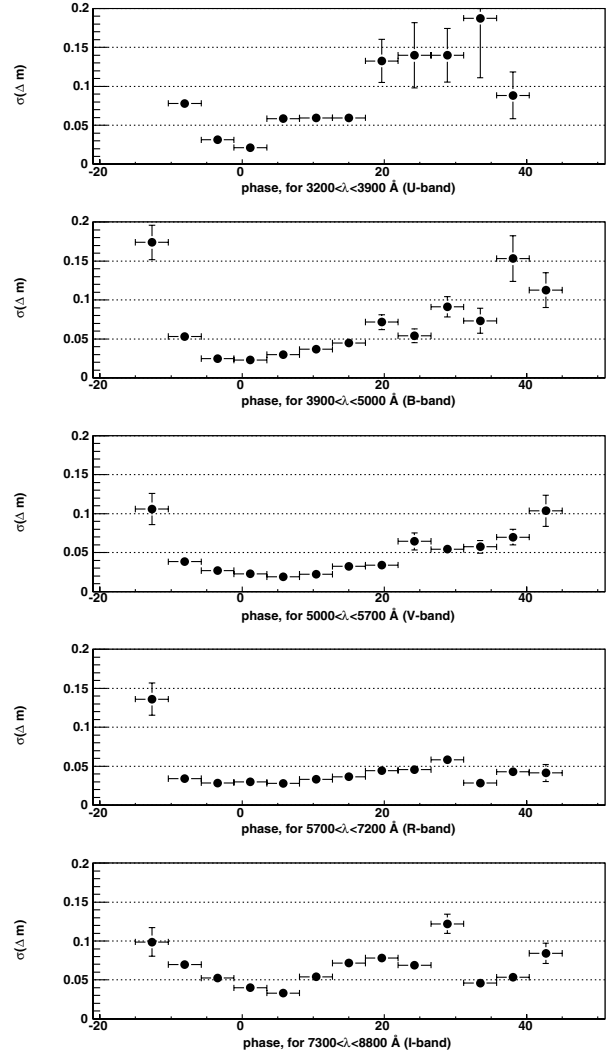 0.2
0.15
0.1
0.05
0
σ(Δ m)
-20 0 20 40
phase, for 3200<λ<3900 Å (U-band)
0.2
0.15
0.1
0.05
0
σ(Δ m)
-20 0 20 40
phase, for 3900<λ<5000 Å (B-band)
0.2
0.15
0.1
0.05
0
σ(Δ m)
-20 0 20 40
phase, for 5000<λ<5700 Å (V-band)
0.2
0.15
0.1
0.05
0
σ(Δ m)
-20 0 20 40
phase, for 5700<λ<7200 Å (R-band)
0.2
0.15
0.1
0.05
0
σ(Δ m)
-20 0 20 40
phase, for 7300<λ<8800 Å (I-band)